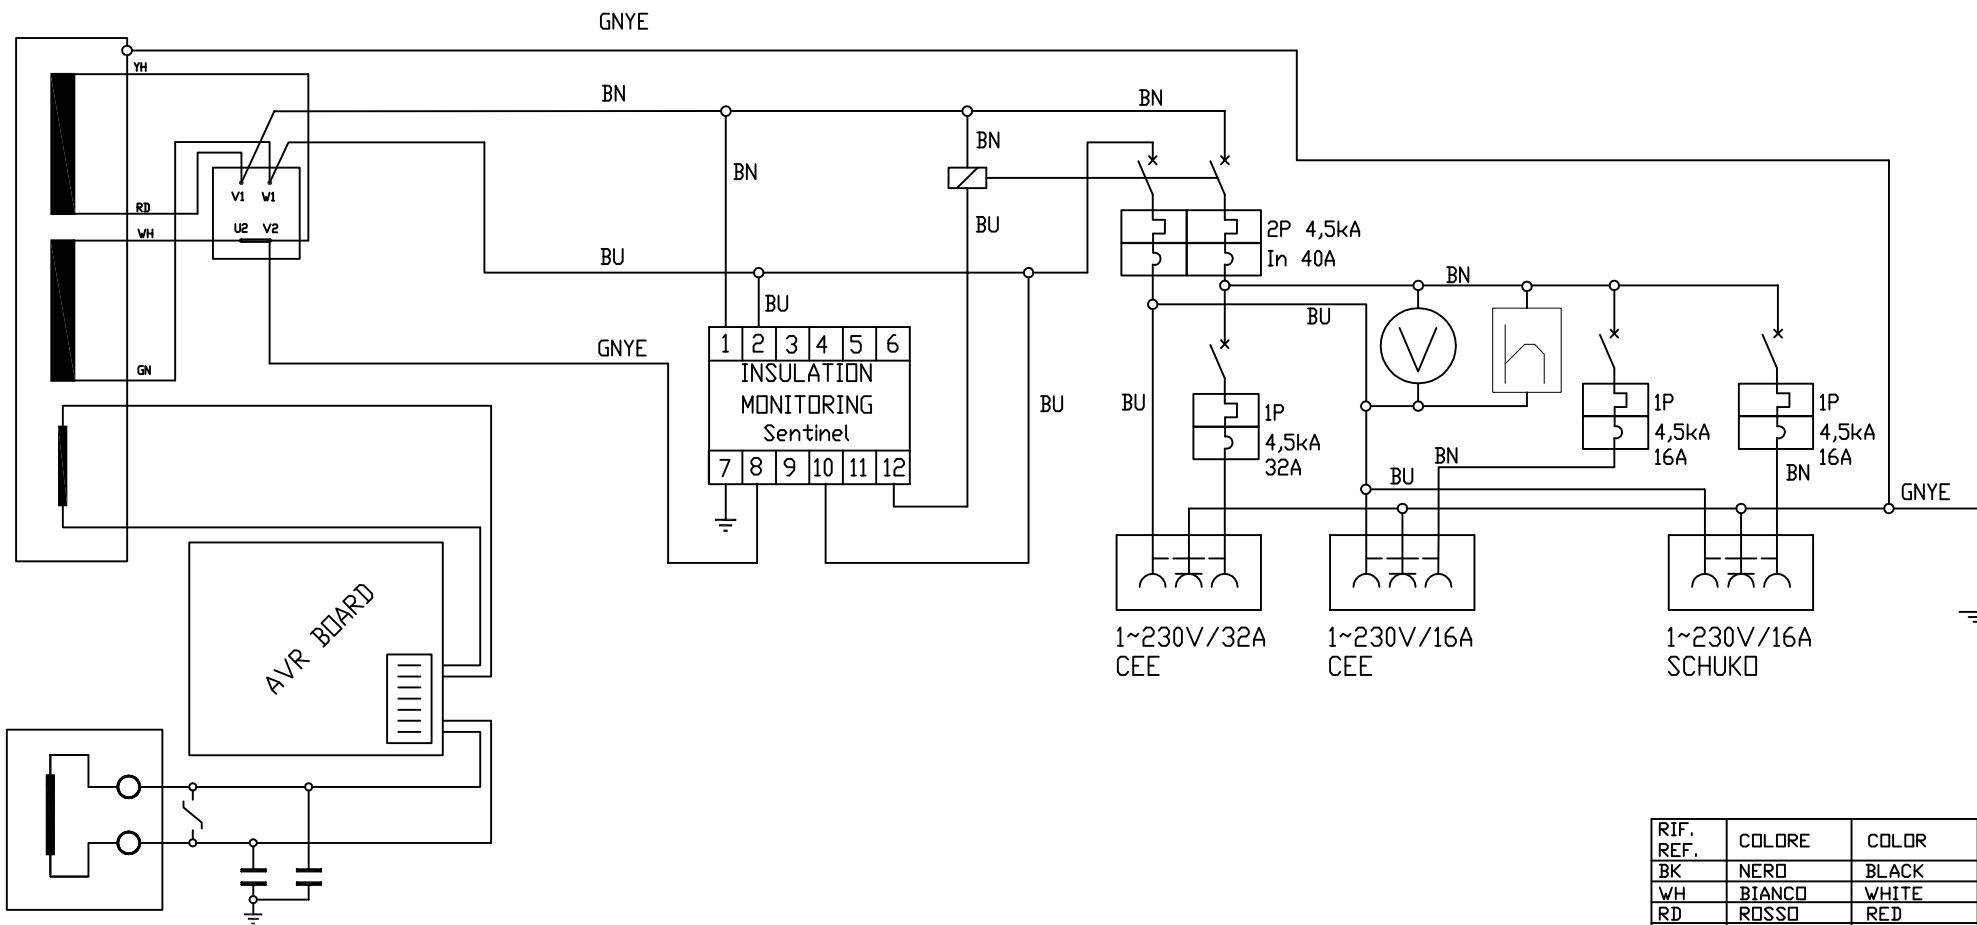 GNYE
YH
BN
BN
BN
BN
V1 W1
RD
U2 V2
WH
BU
BU
2P 4,5kA
In 40A
BU
BN
BU
GNYE
1 2 3 4 5 6
GN
INSULATION
MONITORING
Sentinel
BU
BU
V
h
1P
4,5kA
32A
1P
4,5kA
16A
1P
4,5kA
16A
BN
BN
BU
7 8 9 10 11 12
GNYE
AVR BOARD
1~230V/32A
CEE
1~230V/16A
CEE
1~230V/16A
SCHUKO
RIF.
REF.
COLORE
COLOR
BK NERO BLACK
WH BIANCO WHITE
RD ROSSO RED